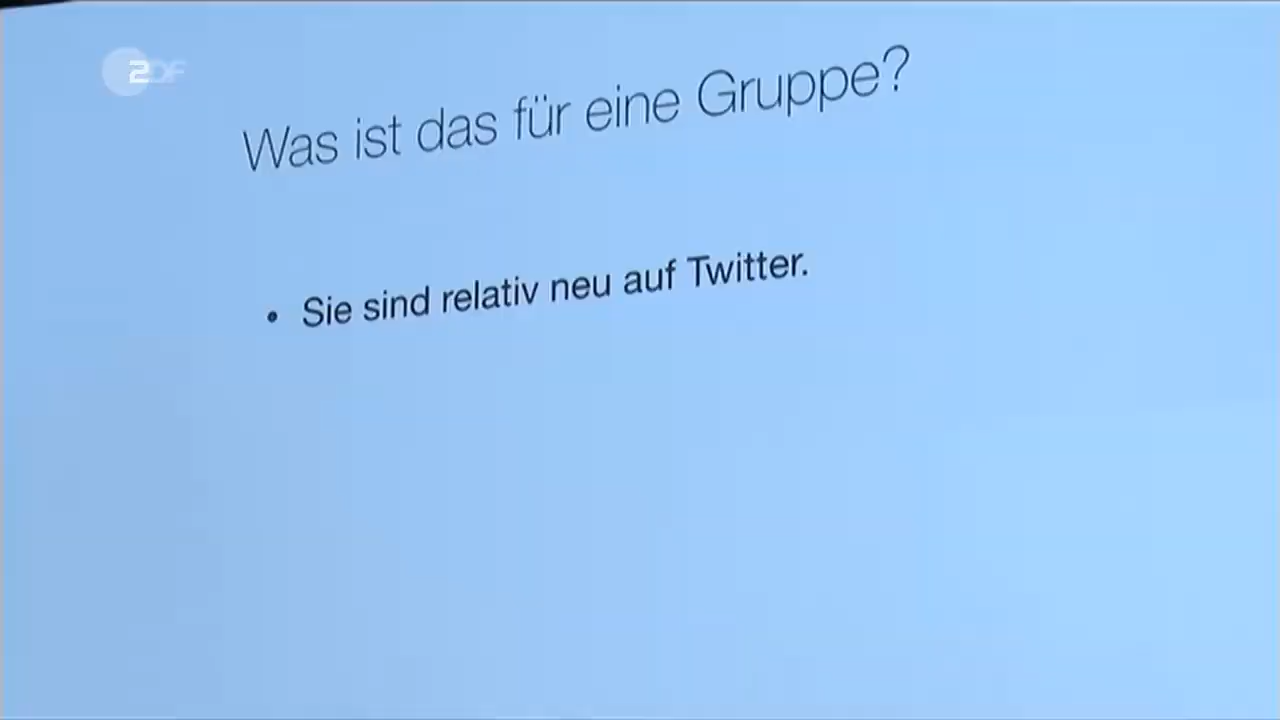 ZDF
Was ist das für eine Gruppe?
• Sie sind relativ neu auf Twitter.